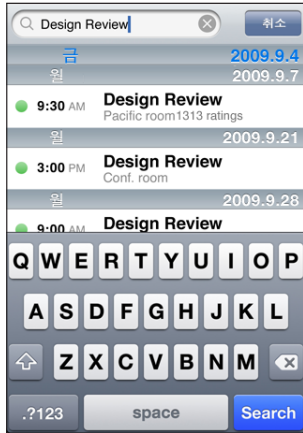 Design Review
취소
금 2009.9.4
월 2009.9.7
9:30 AM Design Review
Pacific room1313 ratings
월 2009.9.21
3:00 PM Design Review
Conf. room
월 2009.9.28
9:00 AM Design Review
Q W E R T Y U I O P
A S D F G H J K L
Z X C V B N M
.?123 space Search